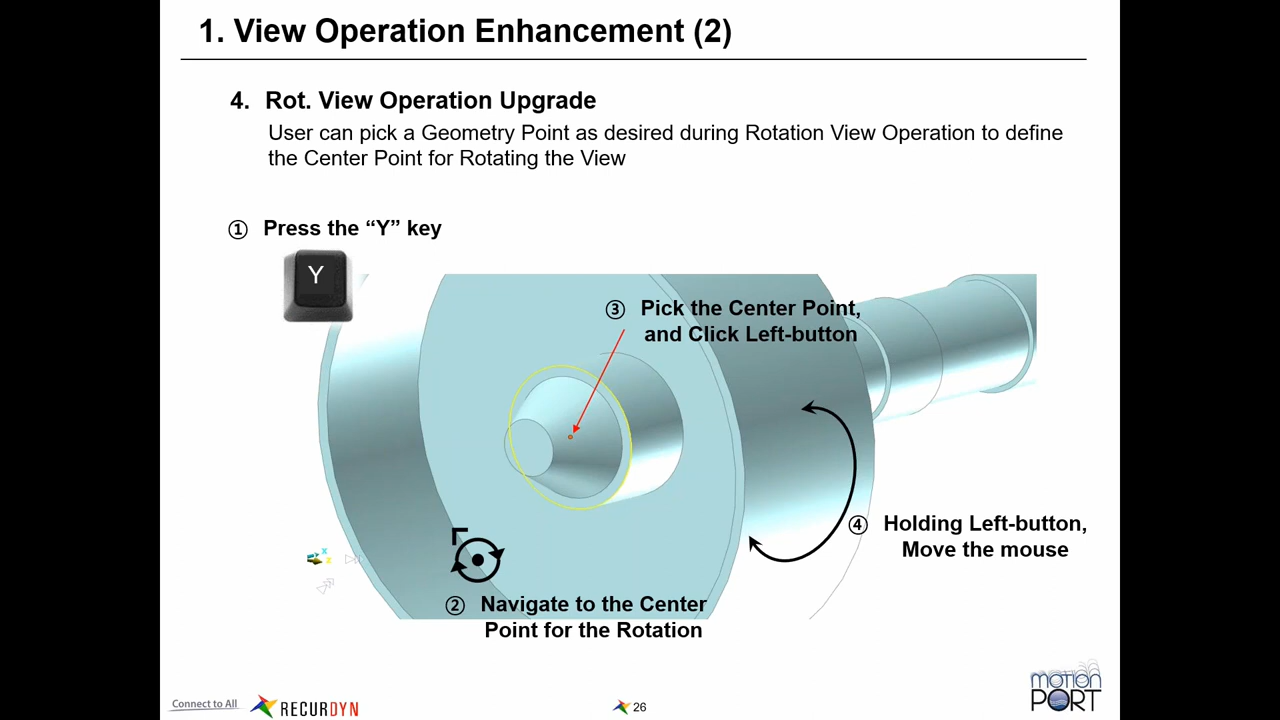 1. View Operation Enhancement (2)
4. Rot. View Operation Upgrade
User can pick a Geometry Point as desired during Rotation View Operation to define
the Center Point for Rotating the View
① Press the “Y” key
Y
③ Pick the Center Point,
and Click Left-button
④ Holding Left-button,
Move the mouse
② Navigate to the Center
Point for the Rotation
Connect to All
RECURDYN
26
motion
PORT